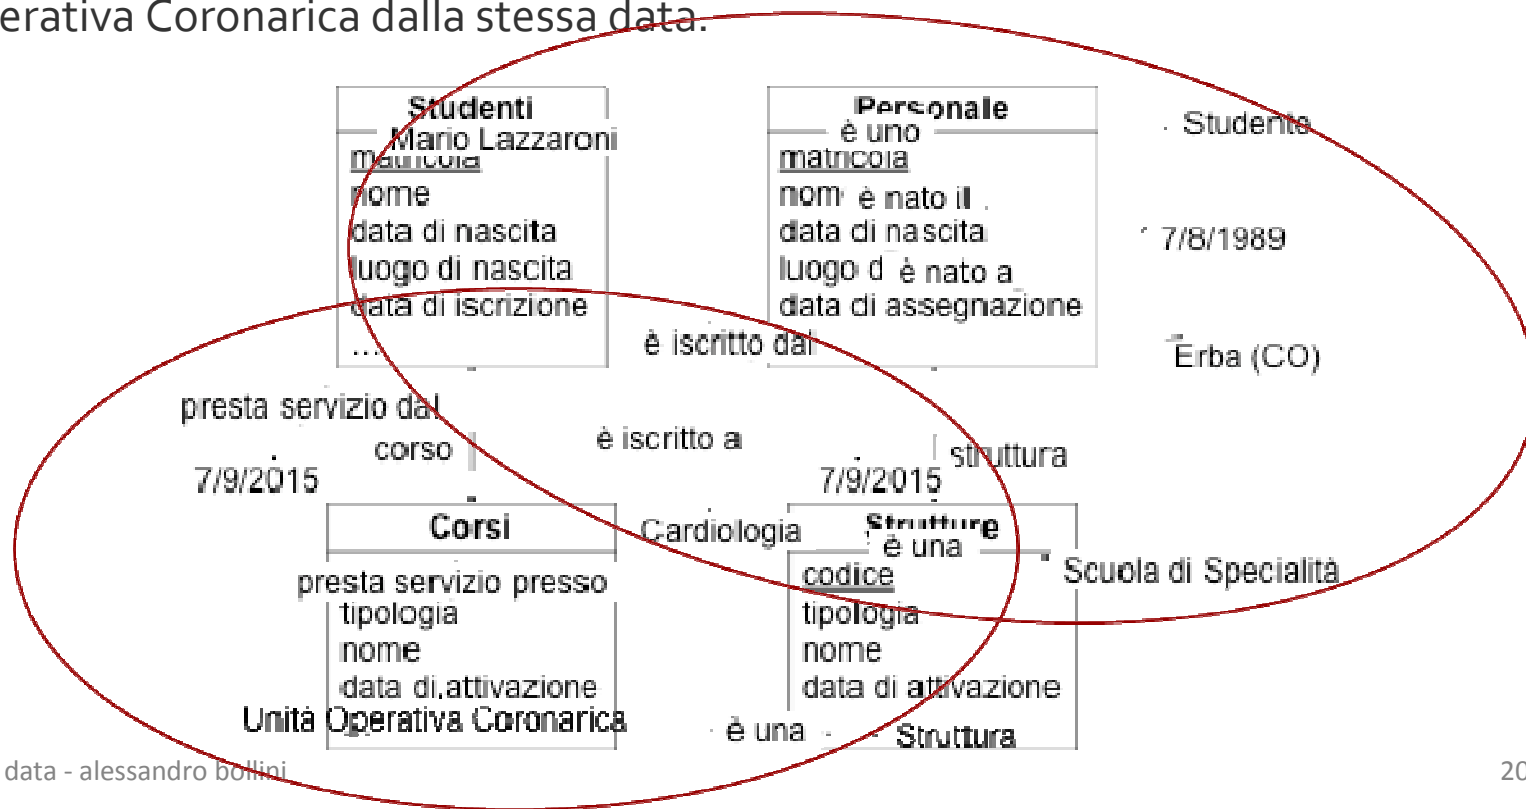 erativa Coronarica dalla stessa data.
Studenti
Mario Lazzaroni
matricola
nome
data di nascita
luogo di nascita
data di iscrizione
...
Personale
è uno
matricola
nom
è nato il
data di nascita
luogo d
è nato a
data di assegnazione
Studente
7/8/1989
Erba (CO)
è iscritto dal
presta servizio dal
corso
è iscritto a
struttura
7/9/2015
7/9/2015
Corsi
presta servizio presso
tipologia
nome
data di attivazione
Unità Operativa Coronarica
Cardiologia
Strutture
è una
codice
tipologia
nome
data di attivazione
Scuola di Specialità
è una
Struttura
data - alessandro bollini
20